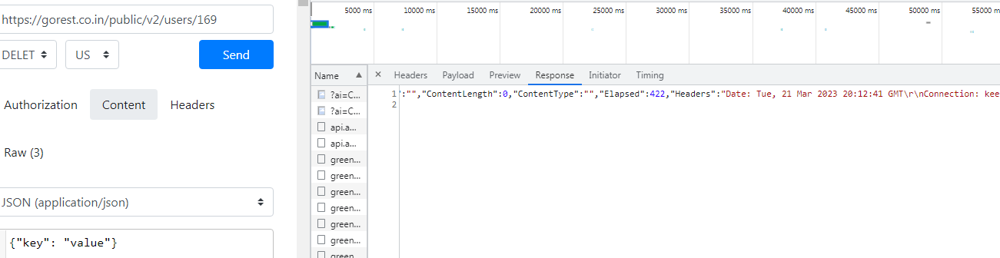 https://gorest.co.in/public/v2/users/169
DELET US Send
Authorization Content Headers
Raw (3)
JSON (application/json)
{"key": "value"}
5000 ms 10000 ms 15000 ms 20000 ms 25000 ms 30000 ms 35000 ms 40000 ms 45000 ms 50000 ms 55000 ms
Name
× Headers Payload Preview Response Initiator Timing
?ai=C...
?ai=C...
api.a...
api.a...
green...
green...
green...
green...
green...
green...
green
1 ":"","ContentLength":0,"ContentType":"","Elapsed":422,"Headers":"Date: Tue, 21 Mar 2023 20:12:41 GMT\r\nConnection: kee
2